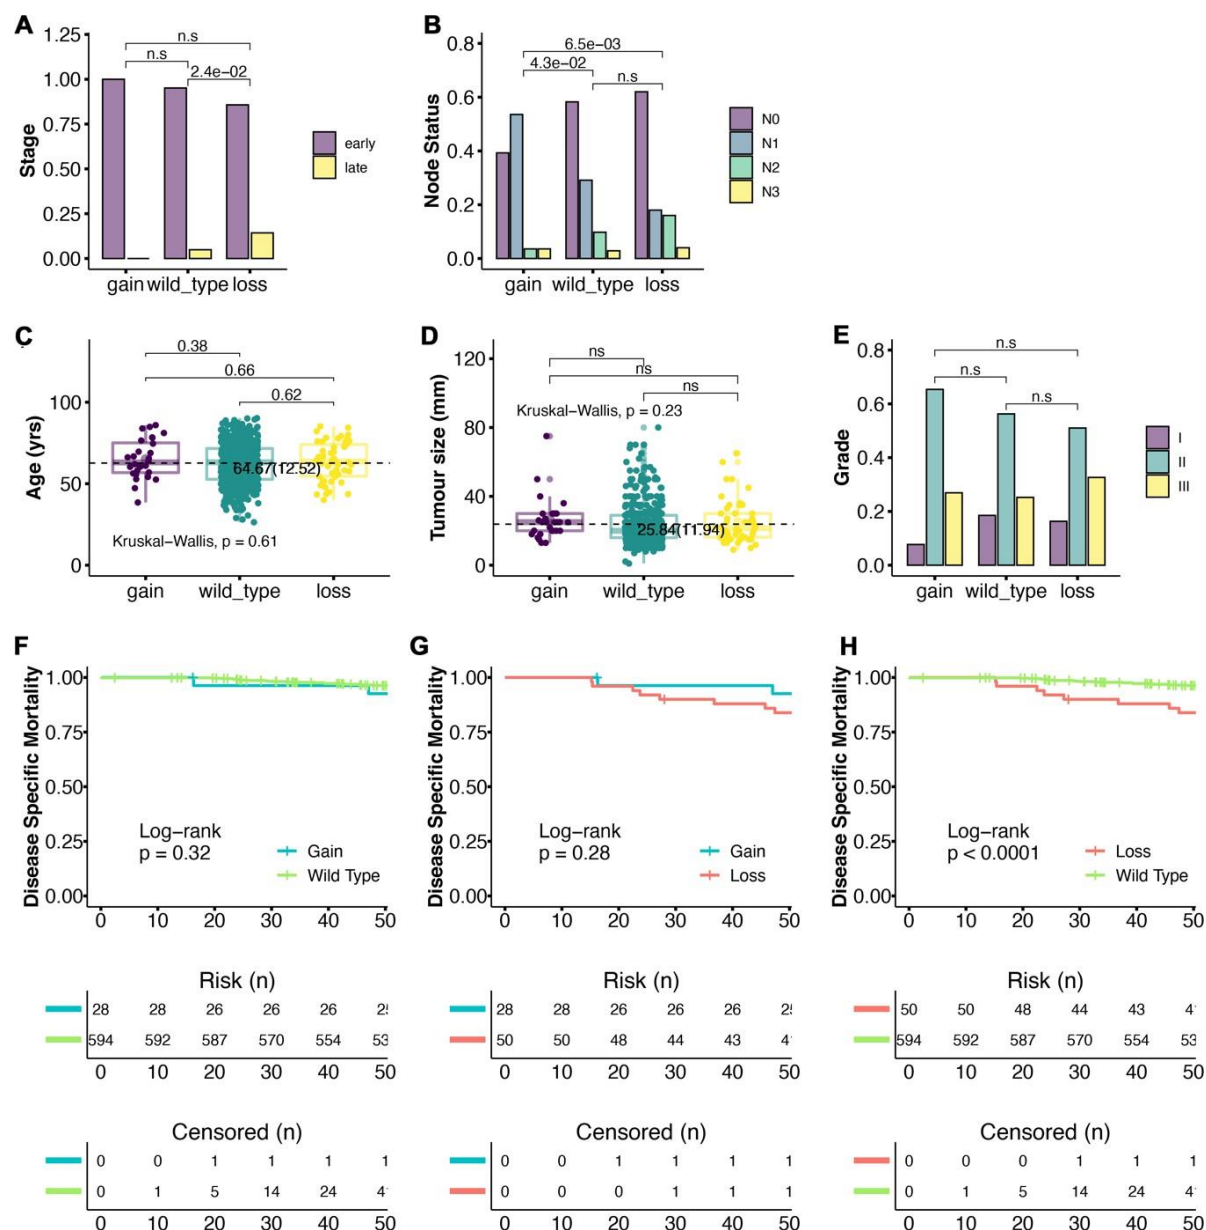 A
1.25
1.00
0.75
0.50
0.25
0.00
Stage
n.s
n.s
2.4e−02
gain wild_type loss
early
late
B
0.8
0.6
0.4
0.2
0.0
Node Status
6.5e−03
4.3e−02
n.s
gain wild_type loss
N0
N1
N2
N3
C
100
50
0
Age (yrs)
0.38
0.66
0.62
64.67(12.52)
Kruskal−Wallis, p = 0.61
gain wild_type loss
D
120
80
40
0
Tumour size (mm)
ns
ns
ns
Kruskal−Wallis, p = 0.23
25.84(11.94)
gain wild_type loss
E
0.8
0.6
0.4
0.2
0.0
Grade
n.s
n.s
n.s
gain wild_type loss
I
II
III
F
Disease Specific Mortality
1.00
0.75
0.50
0.25
0.00
Log−rank
p = 0.32
Gain
Wild Type
0 10 20 30 40 50
Risk (n)
28 28 26 26 26
594 592 587 570 554
0 10 20 30 40 50
Censored (n)
0 0 1 1 1 1
0 1 5 14 24
0 10 20 30 40 50
G
Disease Specific Mortality
1.00
0.75
0.50
0.25
0.00
Log−rank
p = 0.28
Gain
Loss
0 10 20 30 40 50
Risk (n)
28 28 26 26 26
50 50 48 44 43
0 10 20 30 40 50
Censored (n)
0 0 1 1 1 1
0 0 0 1 1 1
0 10 20 30 40 50
H
Disease Specific Mortality
1.00
0.75
0.50
0.25
0.00
Log−rank
p < 0.0001
Loss
Wild Type
0 10 20 30 40 50
Risk (n)
50 50 48 44 43
594 592 587 570 554
0 10 20 30 40 50
Censored (n)
0 0 0 1 1 1
0 1 5 14 24
0 10 20 30 40 50